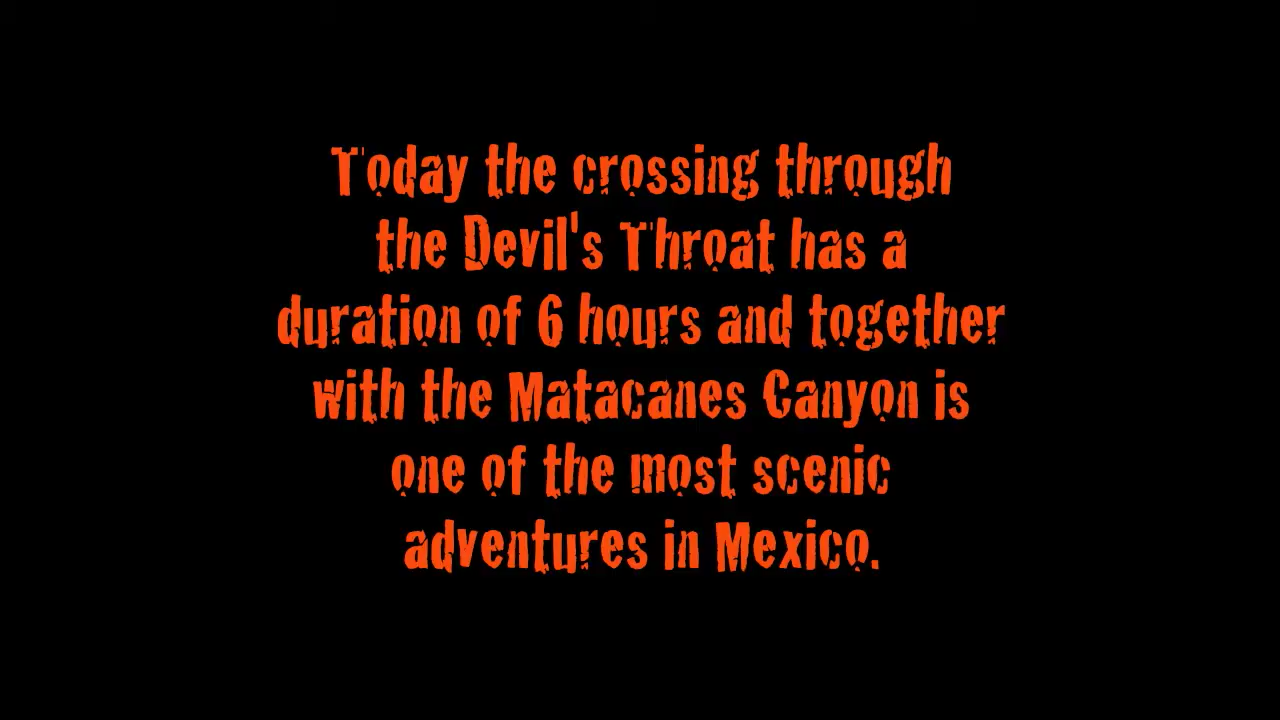 Today the crossing through
the Devil's Throat has a
duration of 6 hours and together
with the Matacanes Canyon is
one of the most scenic
adventures in Mexico.